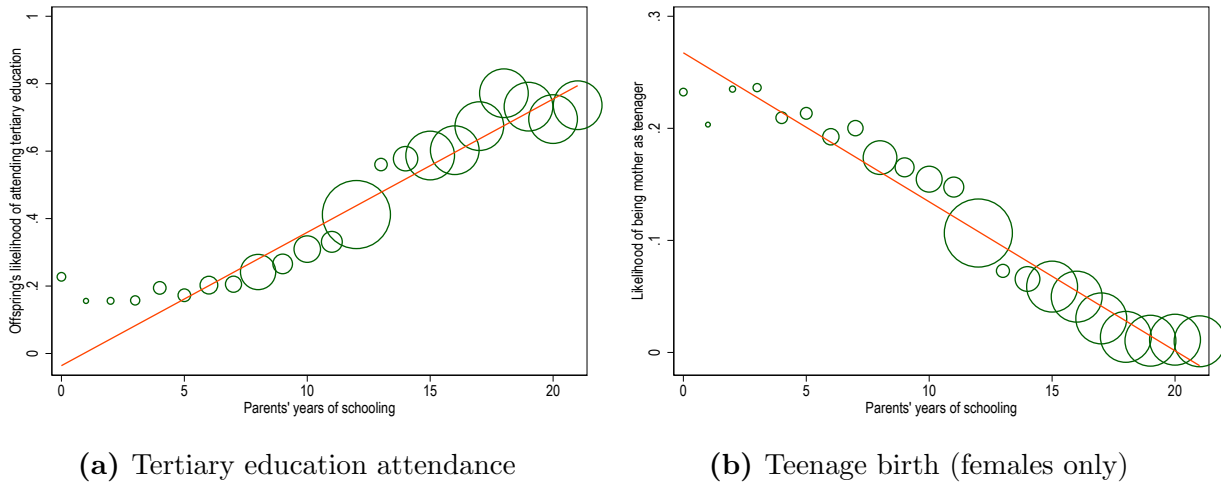 Offspring's likelihood of attending tertiary education
1
.8
.6
.4
.2
0
0 5 10 15 20
Parents' years of schooling
(a) Tertiary education attendance
Likelihood of being mother as teenager
.3
.2
.1
0
0 5 10 15 20
Parents' years of schooling
(b) Teenage birth (females only)